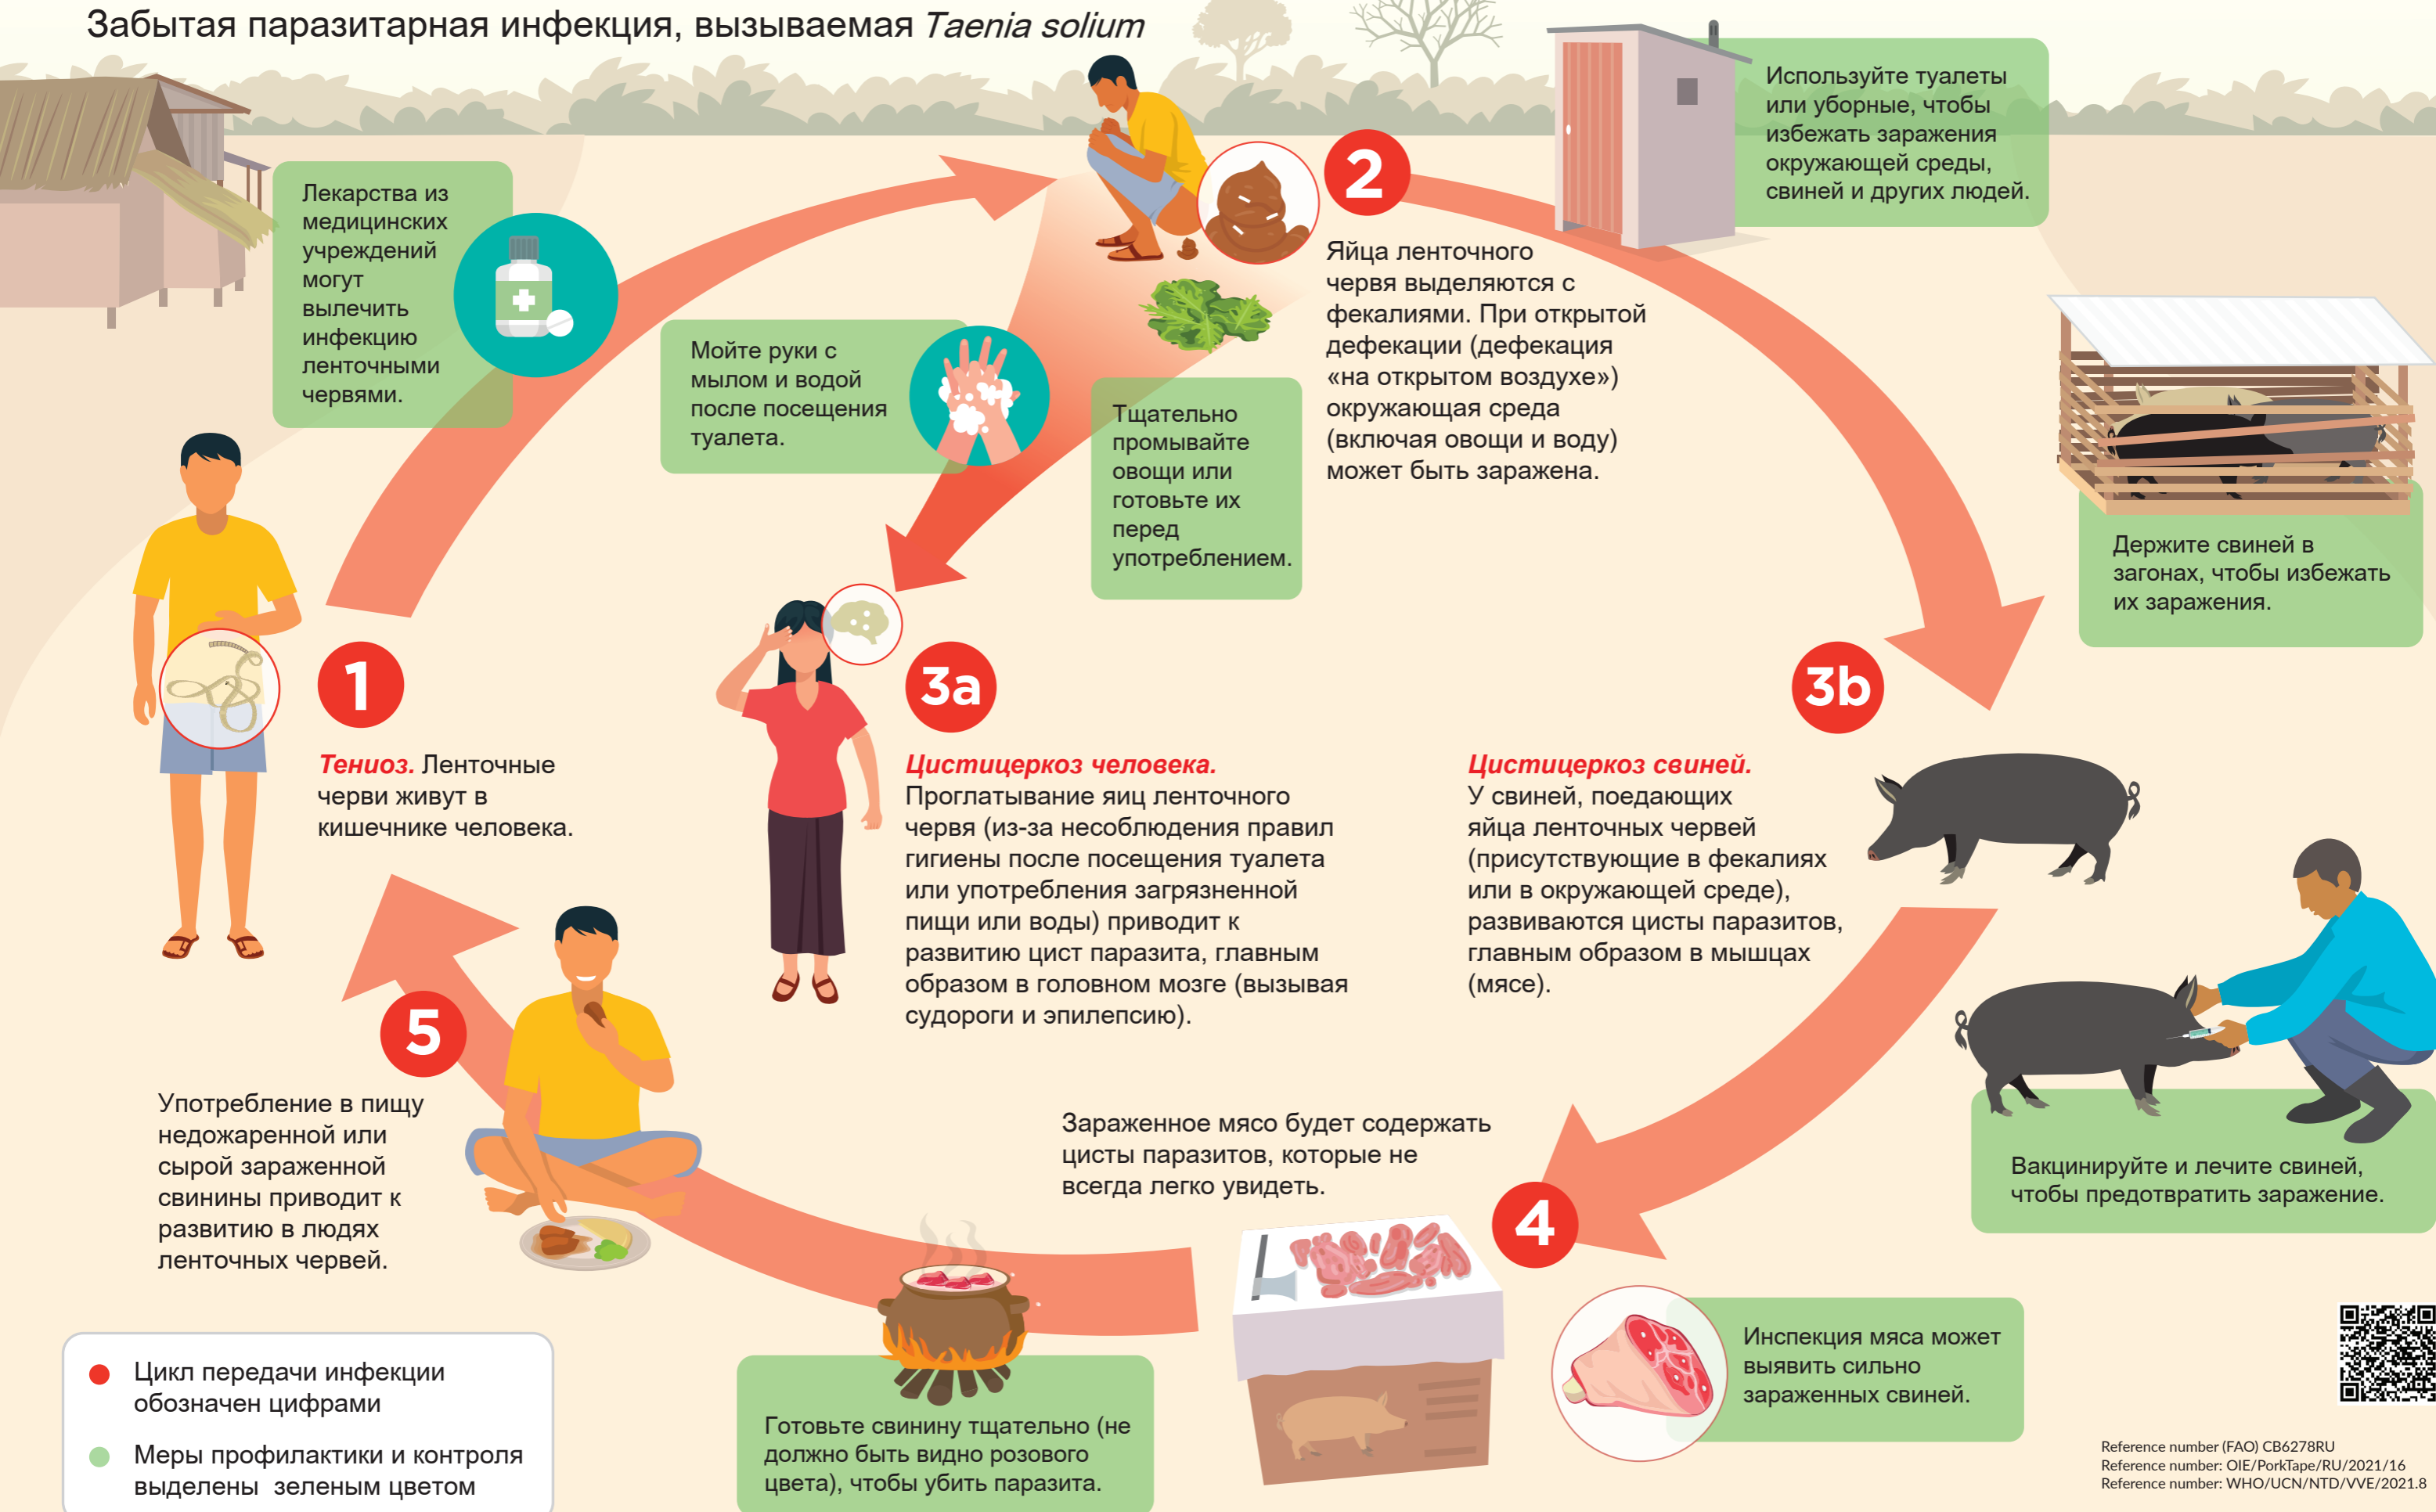 Забытая паразитарная инфекция, вызываемая Taenia solium
Используйте туалеты
или уборные, чтобы
избежать заражения
окружающей среды,
свиней и других людей.
Лекарства из
медицинских
учреждений
могут
вылечить
инфекцию
ленточными
червями.
2
Яйца ленточного
червя выделяются с
фекалиями. При открытой
дефекации (дефекация
«на открытом воздухе»)
окружающая среда
(включая овощи и воду)
может быть заражена.
Мойте руки с
мылом и водой
после посещения
туалета.
Тщательно
промывайте
овощи или
готовьте их
перед
употреблением.
Держите свиней в
загонах, чтобы избежать
их заражения.
1
Тениоз. Ленточные
черви живут в
кишечнике человека.
3a
Цистицеркоз человека.
Проглатывание яиц ленточного
червя (из-за несоблюдения правил
гигиены после посещения туалета
или употребления загрязненной
пищи или воды) приводит к
развитию цист паразита, главным
образом в головном мозге (вызывая
судороги и эпилепсию).
3b
Цистицеркоз свиней.
У свиней, поедающих
яйца ленточных червей
(присутствующие в фекалиях
или в окружающей среде),
развиваются цисты паразитов,
главным образом в мышцах
(мясе).
Вакцинируйте и лечите свиней,
чтобы предотвратить заражение.
4
Зараженное мясо будет содержать
цисты паразитов, которые не
всегда легко увидеть.
Инспекция мяса может
выявить сильно
зараженных свиней.
5
Употребление в пищу
недожаренной или
сырой зараженной
свинины приводит к
развитию в людях
ленточных червей.
Готовьте свинину тщательно (не
должно быть видно розового
цвета), чтобы убить паразита.
Цикл передачи инфекции
обозначен цифрами
Меры профилактики и контроля
выделены зеленым цветом
Reference number (FAO) CB6278RU
Reference number: OIE/PorkTape/RU/2021/16
Reference number: WHO/UCN/NTD/VVE/2021.8